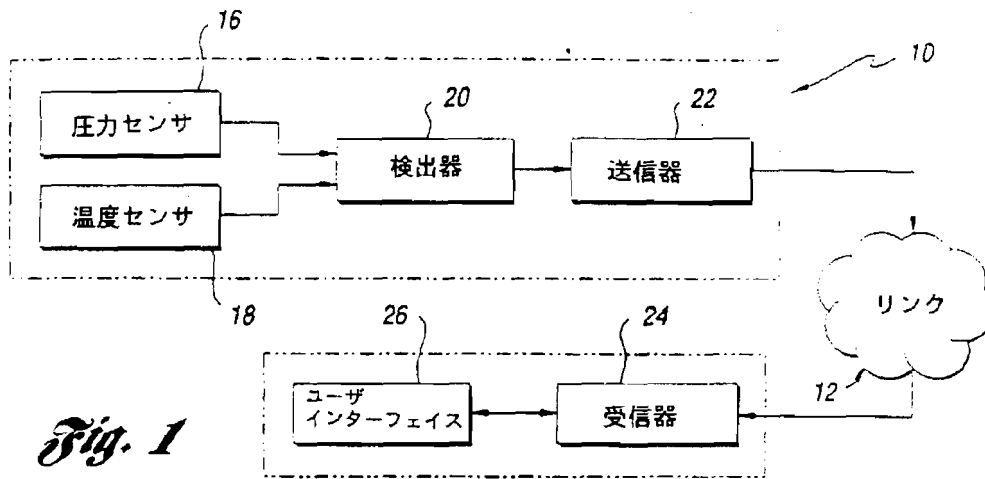 16
10
圧力センサ
20
22
検出器
送信器
温度センサ
18
リンク
26
24
12
ユーザ
インターフェイス
受信器
Fig. 1